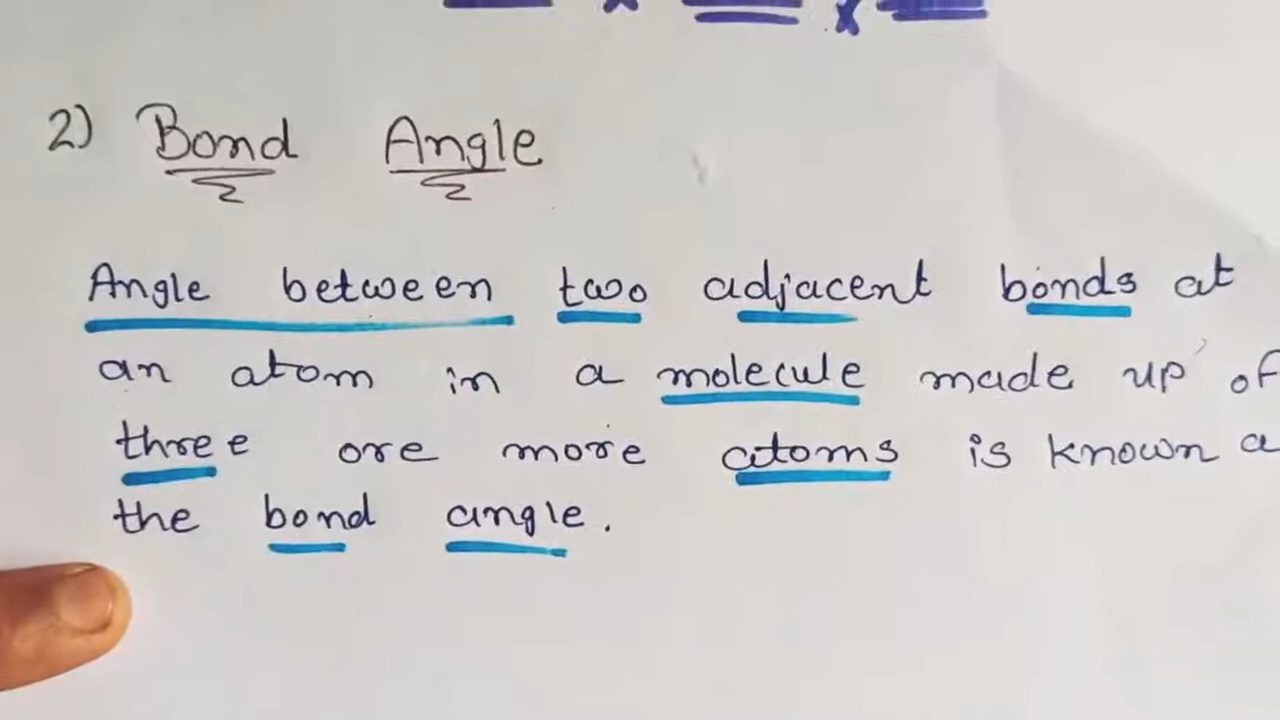 2) Bond Angle
Angle between two adjacent bonds at
an atom in a molecule made up of
three ore more atoms is known a
the bond angle.